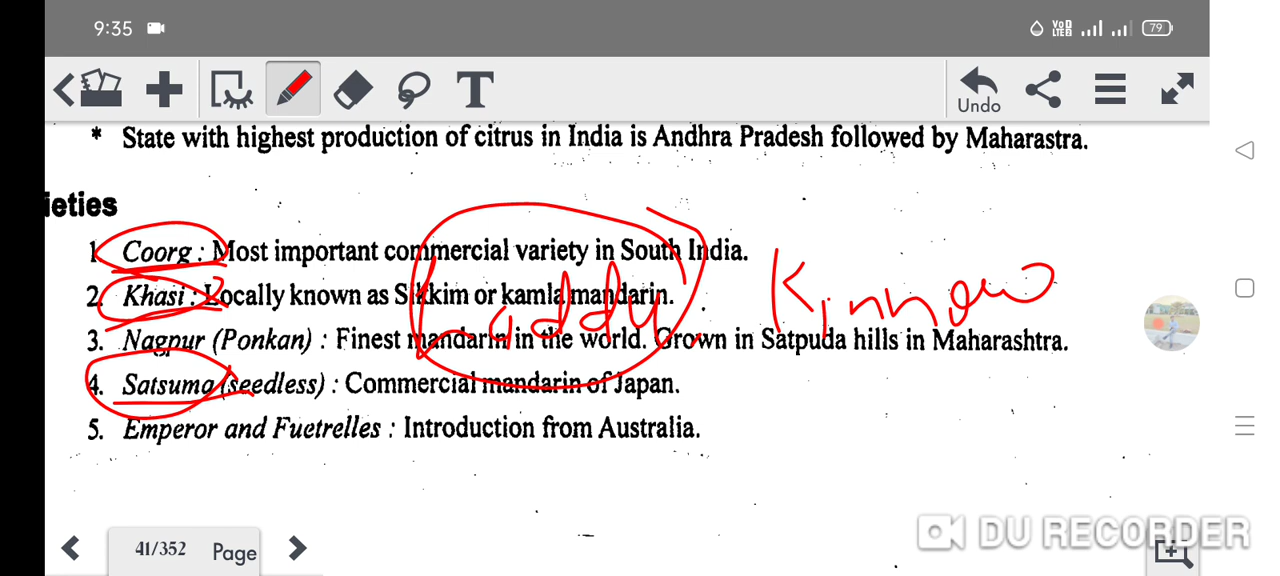 9:35
VoD LTE 79
T
Undo
* State with highest production of citrus in India is Andhra Pradesh followed by Maharastra.
ieties
1. Coorg : Most important commercial variety in South India.
2. Khasi : Locally known as Sikkim or kamla mandarin.
Kinnow
Laddu
3. Nagpur (Ponkan) : Finest mandarin in the world. Grown in Satpuda hills in Maharashtra.
4. Satsuma (seedless) : Commercial mandarin of Japan.
5. Emperor and Fuetrelles : Introduction from Australia.
41/352 Page
DU RECORDER